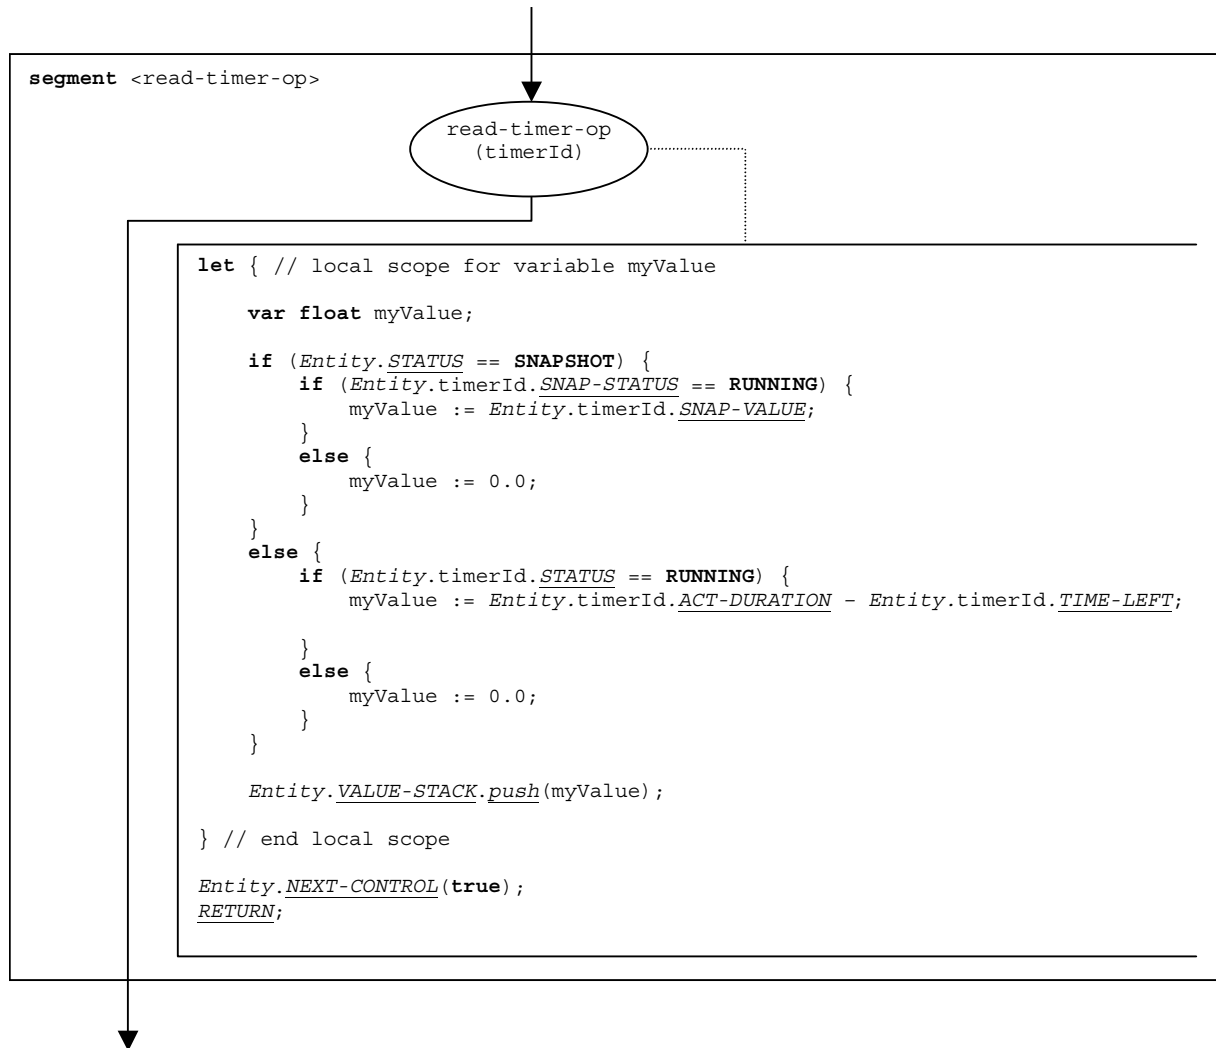 segment <read-timer-op>
read-timer-op
(timerId)
let { // local scope for variable myValue
var float myValue;
if (Entity.STATUS == SNAPSHOT) {
if (Entity.timerId.SNAP-STATUS == RUNNING) {
myValue := Entity.timerId.SNAP-VALUE;
}
else {
myValue := 0.0;
}
}
else {
if (Entity.timerId.STATUS == RUNNING) {
myValue := Entity.timerId.ACT-DURATION – Entity.timerId.TIME-LEFT;
}
else {
myValue := 0.0;
}
}
Entity.VALUE-STACK.push(myValue);
} // end local scope
Entity.NEXT-CONTROL(true);
RETURN;